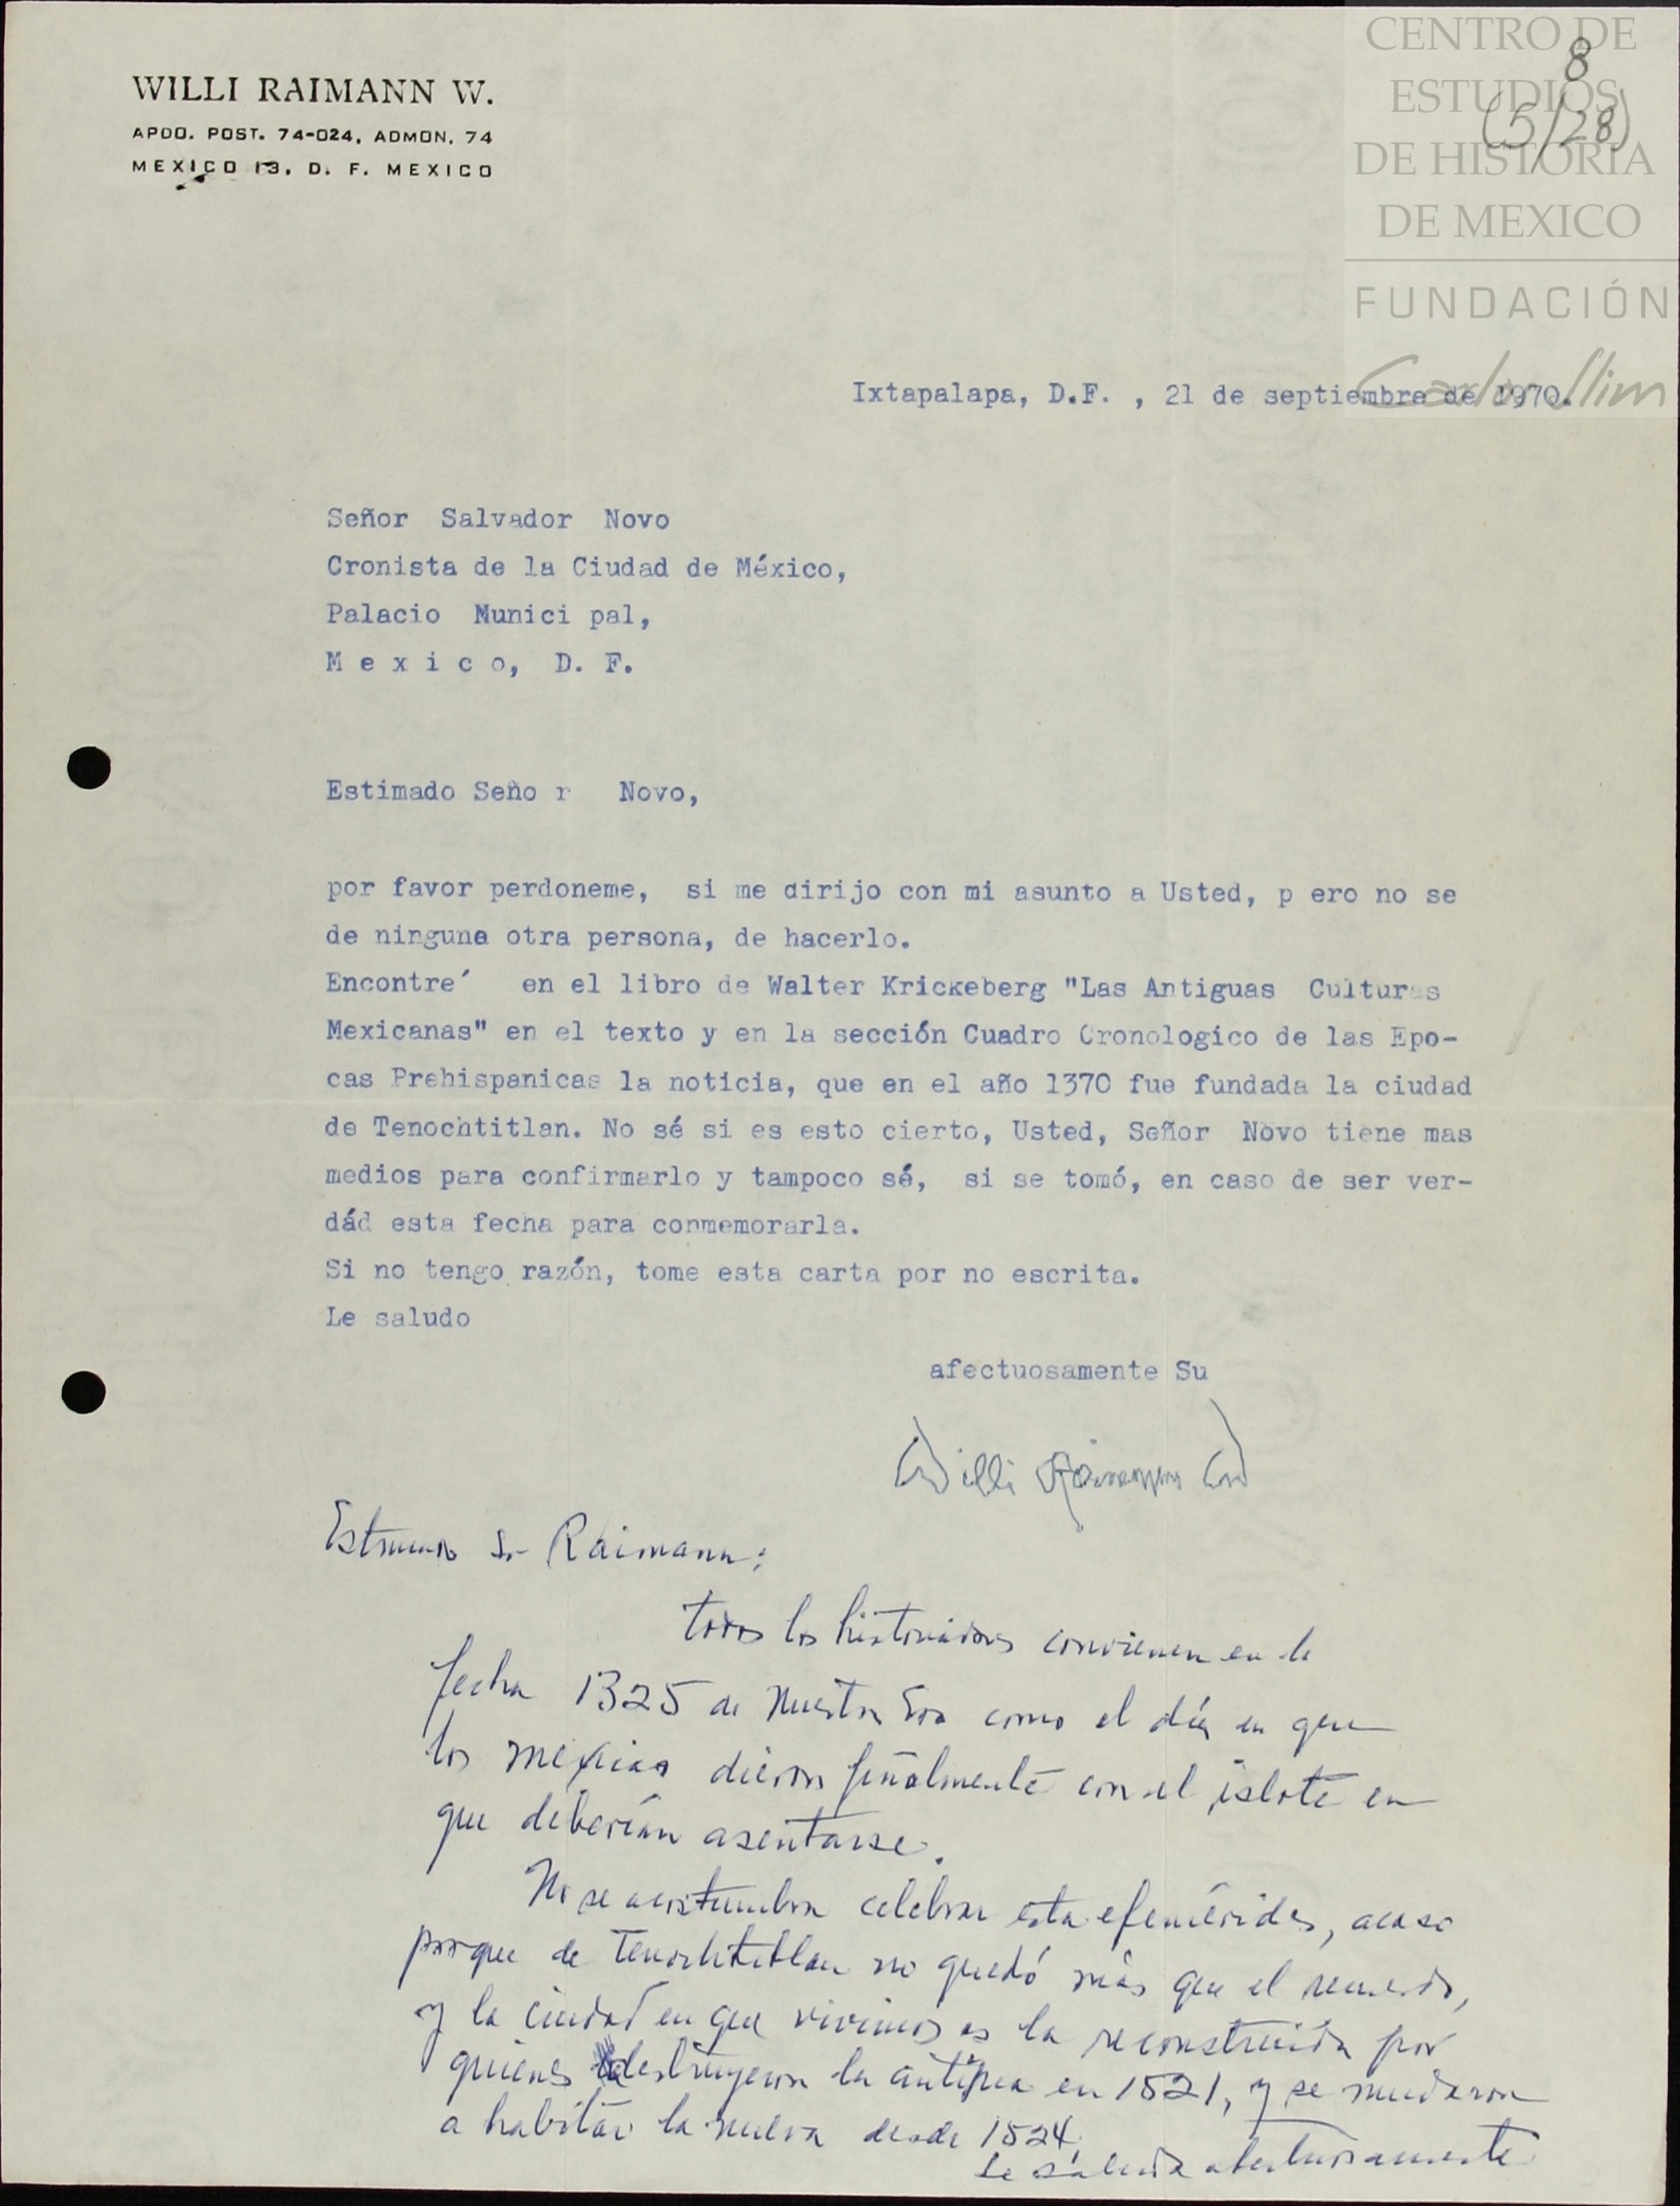 WILLI RAIMANN W.
APDO. POST. 74-024, ADMON. 74
MEXICO 13, D. F. MEXICO
CENTRO DE
ESTUDIOS
DE HISTORIA
DE MEXICO
FUNDACIÓN
Carlos Slim
8
(5/28)
Ixtapalapa, D.F. , 21 de septiembre de 1970.
Señor Salvador Novo
Cronista de la Ciudad de México,
Palacio Munici pal,
M e x i c o, D. F.
Estimado Seño r Novo,
por favor perdoneme, si me dirijo con mi asunto a Usted, p ero no se
de ninguna otra persona, de hacerlo.
Encontre´ en el libro de Walter Krickeberg "Las Antiguas Culturas
Mexicanas" en el texto y en la sección Cuadro Cronologico de las Epo-
cas Prehispanicas la noticia, que en el año 1370 fue fundada la ciudad
de Tenochtitlan. No sé si es esto cierto, Usted, Señor Novo tiene mas
medios para confirmarlo y tampoco sé, si se tomó, en caso de ser ver-
dád esta fecha para conmemorarla.
Si no tengo razón, tome esta carta por no escrita.
Le saludo
afectuosamente Su
Willi Raimann W
Estimado Sr Raimann:
todos los historiadores convienen en la
fecha 1325 de Nuestra Era como el día en que
los mexicas dieron finalmente con el islote en
que deberían asentarse.
No se acostumbra celebrar esta efemérides, acaso
porque de Tenochtitlan no quedó más que el recuerdo,
y la ciudad en que vivimos es la reconstruida por
quienes destruyeron la antigua en 1521, y se mudaron
a habitar la nueva desde 1524.
Le saluda afectuosamente